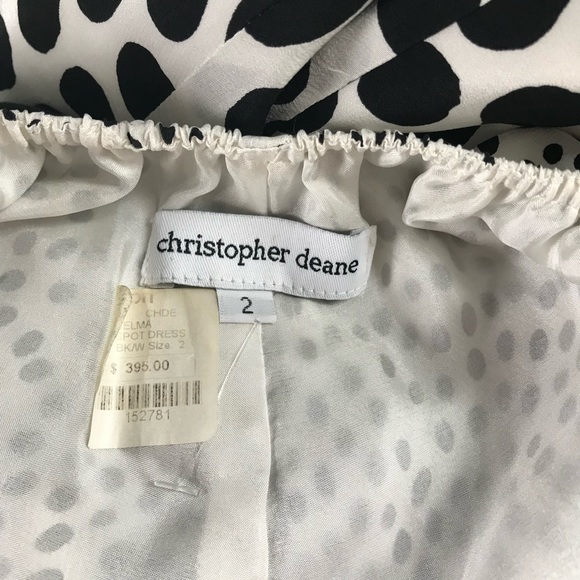 christopher deane
2
CHDE
ELMA
POT DRESS
BK/W Size 2
$ 395.00
152781